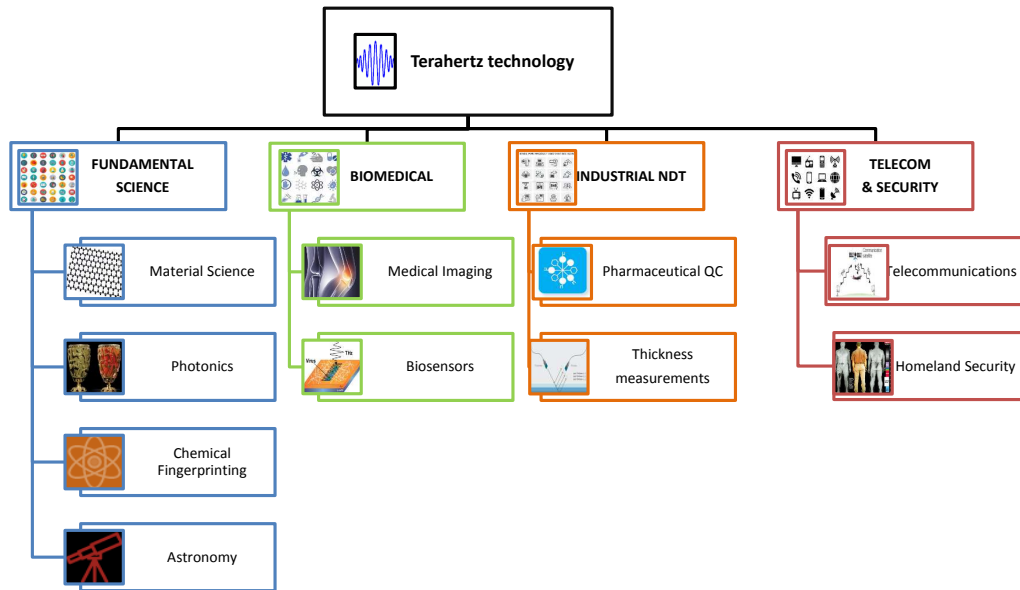 Terahertz technology
FUNDAMENTAL
SCIENCE
BIOMEDICAL
INDUSTRIAL NDT
TELECOM
& SECURITY
Material Science
Medical Imaging
Pharmaceutical QC
Telecommunications
Photonics
Biosensors
THz
Thickness
measurements
Homeland Security
Chemical
Fingerprinting
Astronomy